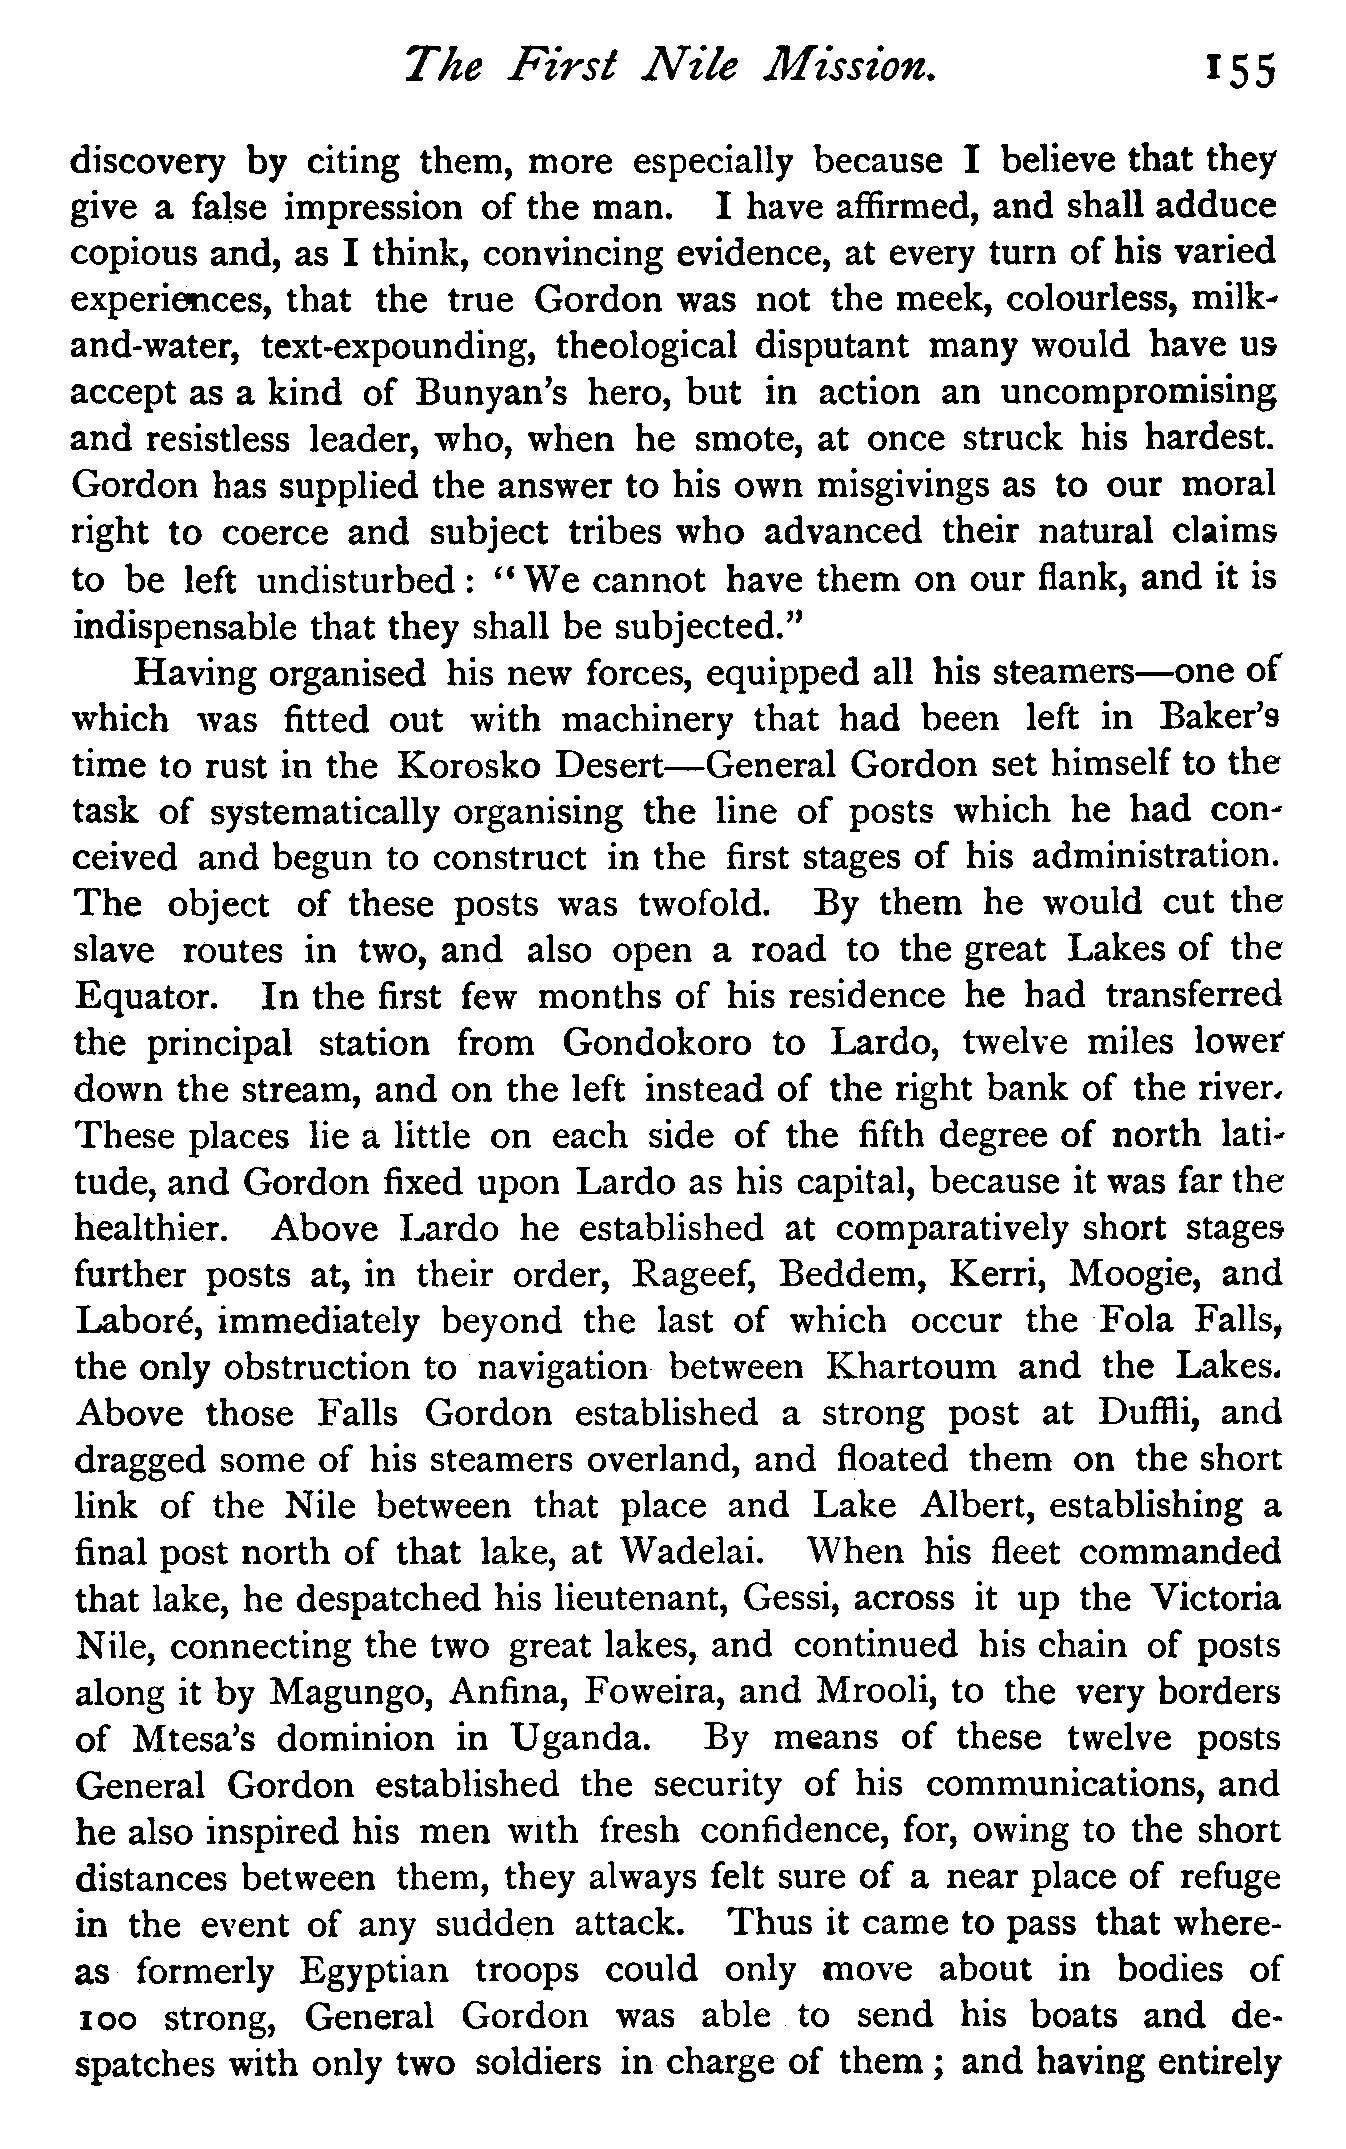 The First Nile Mission. 155
discovery by citing them, more especially because I believe that they
give a false impression of the man. I have affirmed, and shall adduce
copious and, as I think, convincing evidence, at every turn of his varied
experiences, that the true Gordon was not the meek, colourless, milk-
and-water, text-expounding, theological disputant many would have us
accept as a kind of Bunyan's hero, but in action an uncompromising
and resistless leader, who, when he smote, at once struck his hardest.
Gordon has supplied the answer to his own misgivings as to our moral
right to coerce and subject tribes who advanced their natural claims
to be left undisturbed: "We cannot have them on our flank, and it is
indispensable that they shall be subjected."
Having organised his new forces, equipped all his steamers—one of
which was fitted out with machinery that had been left in Baker's
time to rust in the Korosko Desert—General Gordon set himself to the
task of systematically organising the line of posts which he had con-
ceived and begun to construct in the first stages of his administration.
The object of these posts was twofold. By them he would cut the
slave routes in two, and also open a road to the great Lakes of the
Equator. In the first few months of his residence he had transferred
the principal station from Gondokoro to Lardo, twelve miles lower
down the stream, and on the left instead of the right bank of the river.
These places lie a little on each side of the fifth degree of north lati-
tude, and Gordon fixed upon Lardo as his capital, because it was far the
healthier. Above Lardo he established at comparatively short stages
further posts at, in their order, Rageef, Beddem, Kerri, Moogie, and
Laboré, immediately beyond the last of which occur the Fola Falls,
the only obstruction to navigation between Khartoum and the Lakes.
Above those Falls Gordon established a strong post at Duffli, and
dragged some of his steamers overland, and floated them on the short
link of the Nile between that place and Lake Albert, establishing a
final post north of that lake, at Wadelai. When his fleet commanded
that lake, he despatched his lieutenant, Gessi, across it up the Victoria
Nile, connecting the two great lakes, and continued his chain of posts
along it by Magungo, Anfina, Foweira, and Mrooli, to the very borders
of Mtesa's dominion in Uganda. By means of these twelve posts
General Gordon established the security of his communications, and
he also inspired his men with fresh confidence, for, owing to the short
distances between them, they always felt sure of a near place of refuge
in the event of any sudden attack. Thus it came to pass that where-
as formerly Egyptian troops could only move about in bodies of
100 strong, General Gordon was able to send his boats and de-
spatches with only two soldiers in charge of them; and having entirely